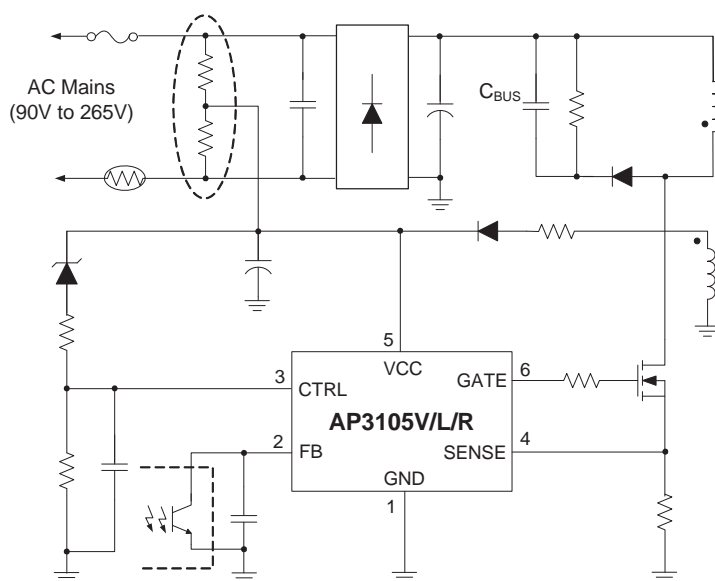 AC Mains
(90V to 265V)
CBUS
5
VCC
3
CTRL
GATE
6
AP3105V/L/R
2
FB
SENSE
4
GND
1